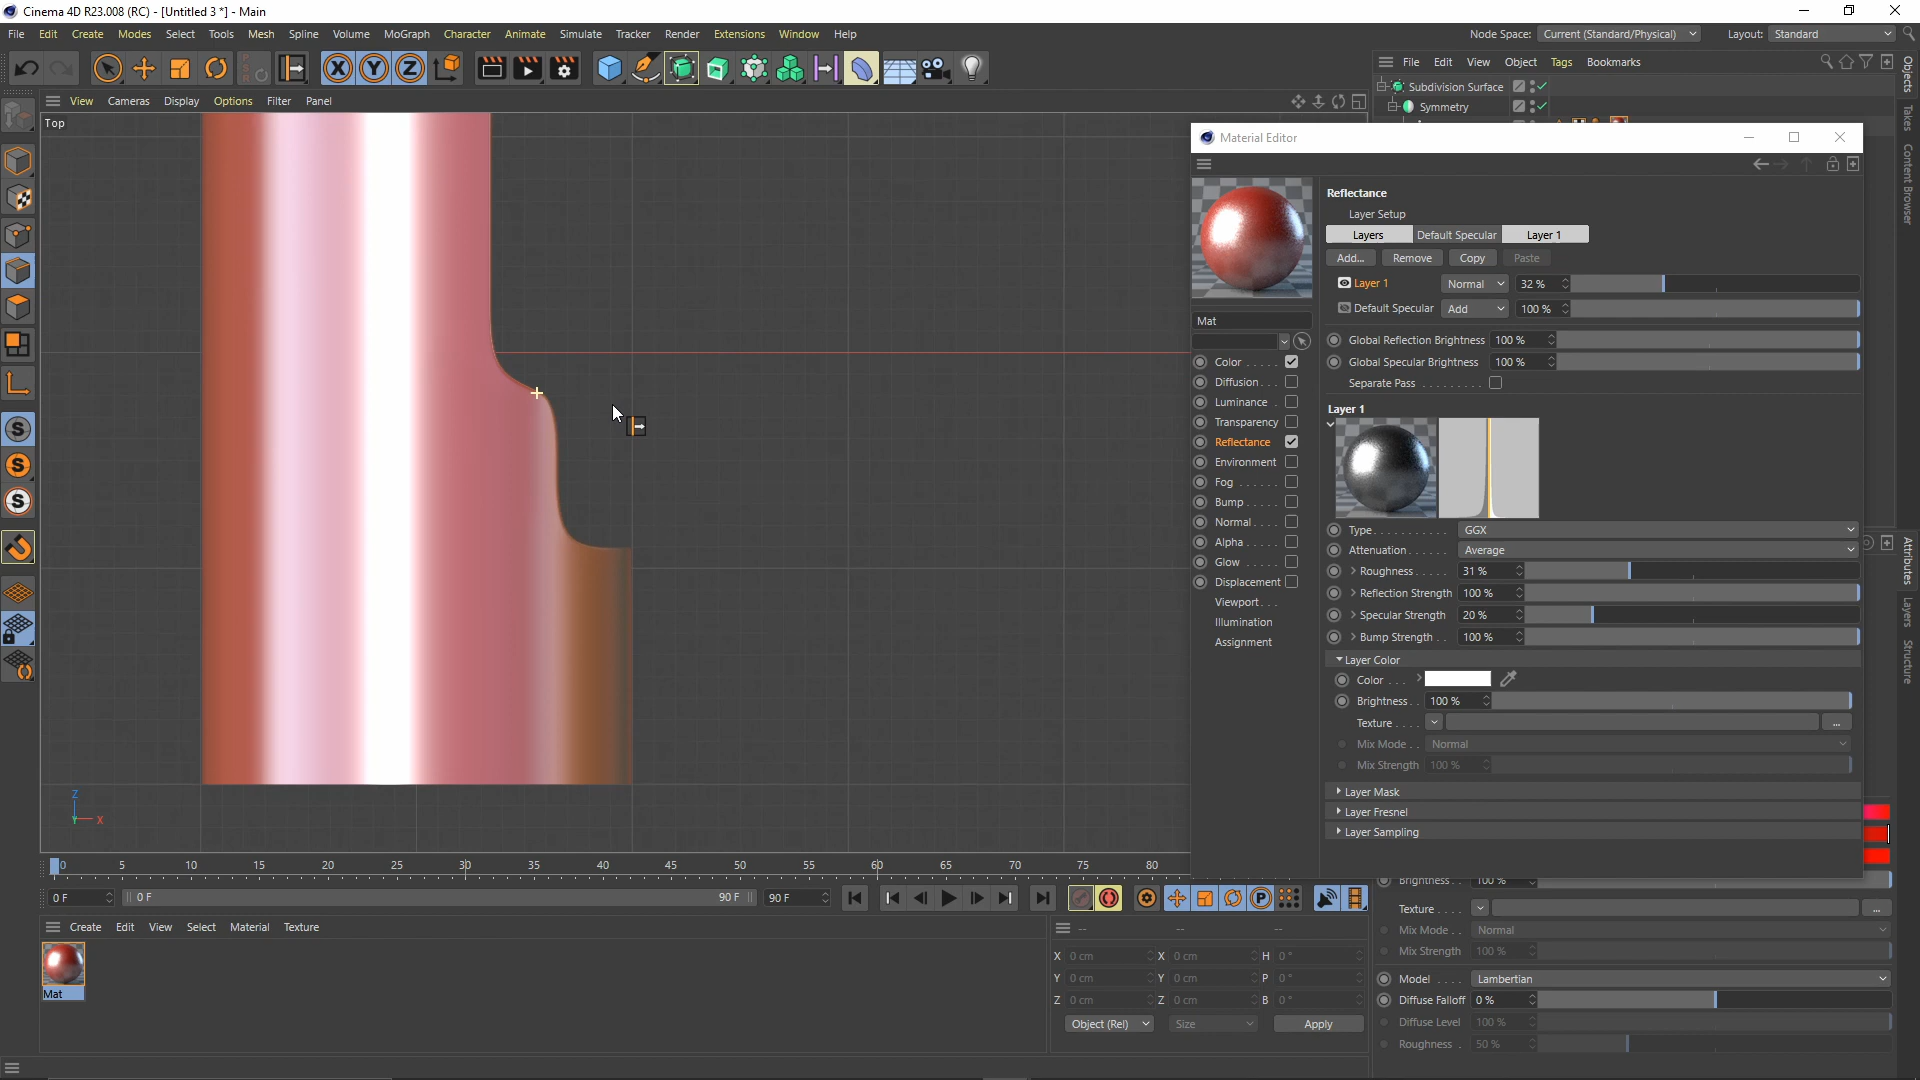 Cinema 4D R23.008 (RC) - [Untitled 3 *] - Main
File Edit Create Modes Select Tools Mesh Spline Volume MoGraph Character Animate Simulate Tracker Render Extensions Window Help
Node Space: Current (Standard/Physical) Layout: Standard
View Cameras Display Options Filter Panel
File Edit View Object Tags Bookmarks
Subdivision Surface
Symmetry
Top
Objects
Takes
Content Browser
Attributes
Layers
Structure
Material Editor
Reflectance
Layer Setup
Layers Default Specular Layer 1
Add... Remove Copy Paste
Layer 1 Normal 32 %
Default Specular Add 100 %
Mat
Global Reflection Brightness 100 %
Global Specular Brightness 100 %
Separate Pass . . . . . . . . .
Color . . . . .
Diffusion . . .
Luminance .
Transparency
Reflectance
Environment
Fog . . . . . .
Bump . . . . .
Normal . . . .
Alpha . . . . .
Glow . . . . .
Displacement
Viewport . . .
Illumination
Assignment
Layer 1
Type . . . . . . . . . . . GGX
Attenuation . . . . . . Average
Roughness . . . . . 31 %
Reflection Strength 100 %
Specular Strength 20 %
Bump Strength . . 100 %
Layer Color
Color . . .
Brightness . . 100 %
Texture . . . . ...
Mix Mode . . Normal
Mix Strength 100 %
Layer Mask
Layer Fresnel
Layer Sampling
Z
Y X
0 5 10 15 20 25 30 35 40 45 50 55 60 65 70 75 80
0 F 0 F 90 F 90 F
Create Edit View Select Material Texture
Mat
-- -- --
X 0 cm X 0 cm H 0 °
Y 0 cm Y 0 cm P 0 °
Z 0 cm Z 0 cm B 0 °
Object (Rel) Size Apply
Brightness . . . 100 %
Texture . . . . ...
Mix Mode . . Normal
Mix Strength 100 %
Model . . . . Lambertian
Diffuse Falloff 0 %
Diffuse Level 100 %
Roughness . 50 %